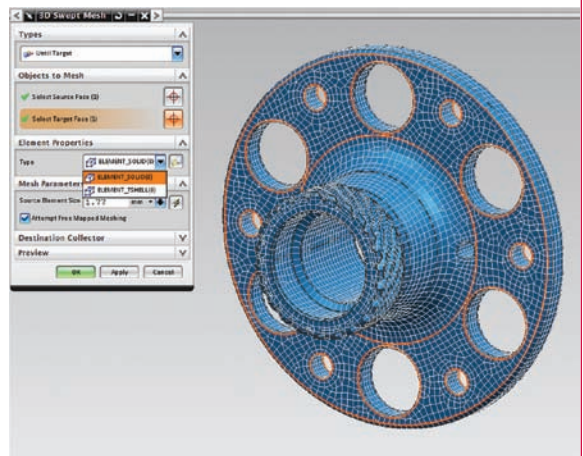 3D Swept Mesh
Types
Until Target
Objects to Mesh
Select Source Face (1)
Select Target Face (1)
Element Properties
Type
ELEMENT_SOLID(8)
ELEMENT_SOLID(8)
ELEMENT_TSHELL(8)
Mesh Parameters
Source Element Size 1.77 mm
Attempt Free Mapped Meshing
Destination Collector
Preview
OK Apply Cancel